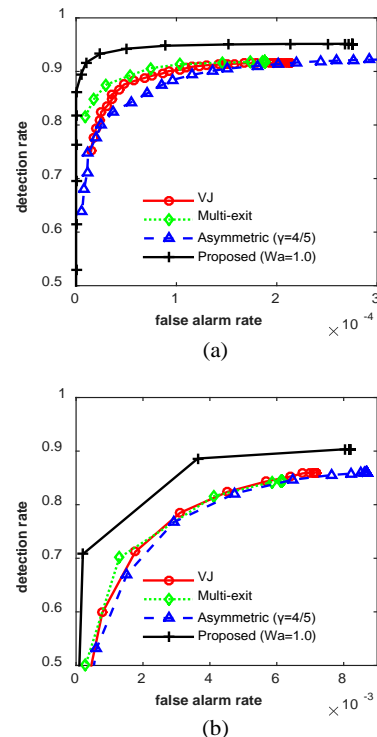 1
0.9
0.8
0.7
0.6
0.5
detection rate
VJ
Multi-exit
Asymmetric (γ=4/5)
Proposed (Wa=1.0)
0 1 2 3
false alarm rate
× 10⁻⁴
(a)
1
0.9
0.8
0.7
0.6
0.5
detection rate
VJ
Multi-exit
Asymmetric (γ=4/5)
Proposed (Wa=1.0)
0 2 4 6 8
false alarm rate
× 10⁻³
(b)